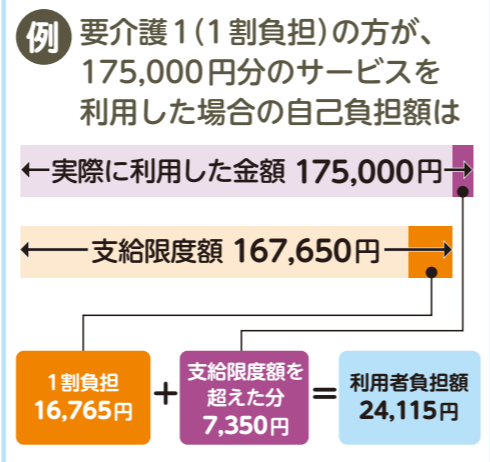 例 要介護1(1割負担)の方が、
175,000円分のサービスを
利用した場合の自己負担額は
実際に利用した金額 175,000円
支給限度額 167,650円
1割負担
16,765円
+
支給限度額を
超えた分
7,350円
=
利用者負担額
24,115円